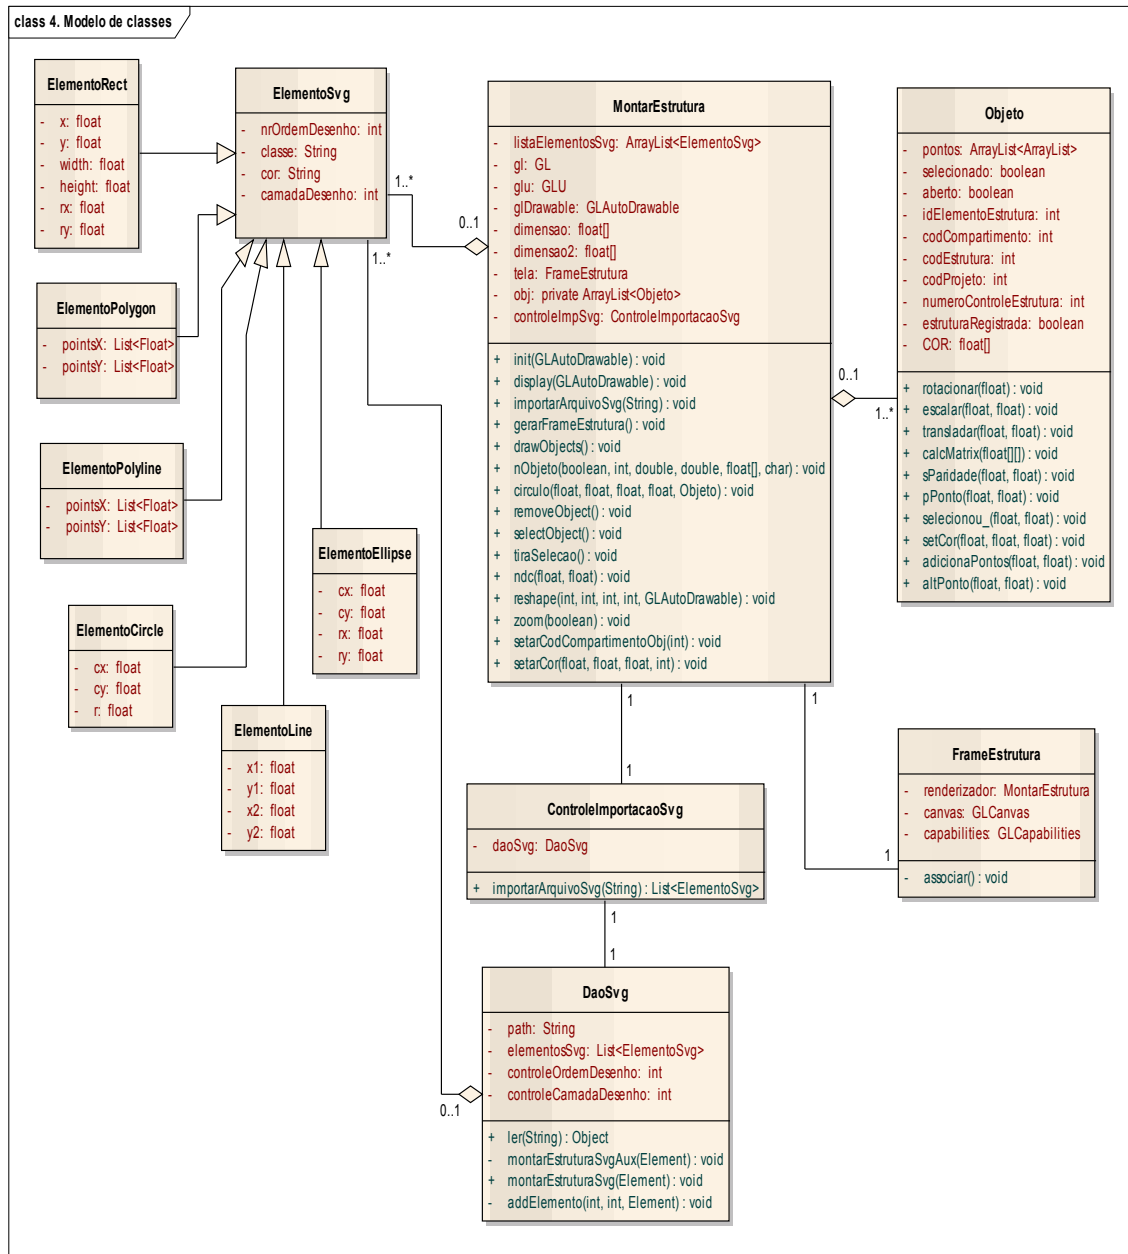 class 4. Modelo de classes
ElementoRect
- x: float
- y: float
- width: float
- height: float
- rx: float
- ry: float
ElementoSvg
- nrOrdemDesenho: int
- classe: String
- cor: String
- camadaDesenho: int
1..*
1..*
0..1
MontarEstrutura
- listaElementosSvg: ArrayList<ElementoSvg>
- gl: GL
- glu: GLU
- glDrawable: GLAutoDrawable
- dimensao: float[]
- dimensao2: float[]
- tela: FrameEstrutura
- obj: private ArrayList<Objeto>
- controleImpSvg: ControleImportacaoSvg
+ init(GLAutoDrawable) : void
+ display(GLAutoDrawable) : void
+ importarArquivoSvg(String) : void
+ gerarFrameEstrutura() : void
+ drawObjects() : void
+ nObjeto(boolean, int, double, double, float[], char) : void
+ circulo(float, float, float, float, Objeto) : void
+ removeObject() : void
+ selectObject() : void
+ tiraSelecao() : void
+ ndc(float, float) : void
+ reshape(int, int, int, int, GLAutoDrawable) : void
+ zoom(boolean) : void
+ setarCodCompartimentoObj(int) : void
+ setarCor(float, float, float, int) : void
0..1
1..*
Objeto
- pontos: ArrayList<ArrayList>
- selecionado: boolean
- aberto: boolean
- idElementoEstrutura: int
- codCompartimento: int
- codEstrutura: int
- codProjeto: int
- numeroControleEstrutura: int
- estruturaRegistrada: boolean
- COR: float[]
+ rotacionar(float) : void
+ escalar(float, float) : void
+ transladar(float, float) : void
+ calcMatrix(float[][]) : void
+ sParidade(float, float) : void
+ pPonto(float, float) : void
+ selecionou_(float, float) : void
+ setCor(float, float, float) : void
+ adicionaPontos(float, float) : void
+ altPonto(float, float) : void
ElementoPolygon
- pointsX: List<Float>
- pointsY: List<Float>
ElementoPolyline
- pointsX: List<Float>
- pointsY: List<Float>
ElementoEllipse
- cx: float
- cy: float
- rx: float
- ry: float
ElementoCircle
- cx: float
- cy: float
- r: float
ElementoLine
- x1: float
- y1: float
- x2: float
- y2: float
1
1
1
1
ControleImportacaoSvg
- daoSvg: DaoSvg
+ importarArquivoSvg(String) : List<ElementoSvg>
FrameEstrutura
- renderizador: MontarEstrutura
- canvas: GLCanvas
- capabilities: GLCapabilities
- associar() : void
1
1
DaoSvg
- path: String
- elementosSvg: List<ElementoSvg>
- controleOrdemDesenho: int
- controleCamadaDesenho: int
+ ler(String) : Object
- montarEstruturaSvgAux(Element) : void
+ montarEstruturaSvg(Element) : void
- addElemento(int, int, Element) : void
0..1